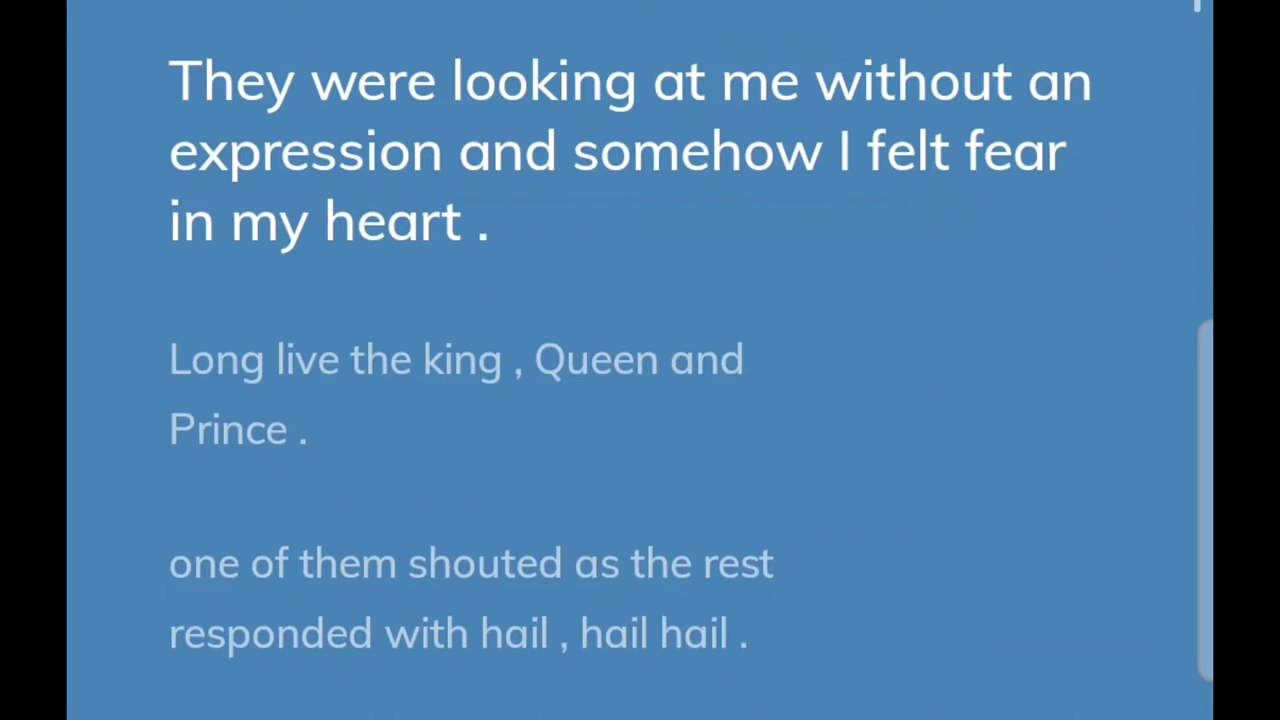 They were looking at me without an
expression and somehow I felt fear
in my heart .
Long live the king , Queen and
Prince .
one of them shouted as the rest
responded with hail , hail hail .